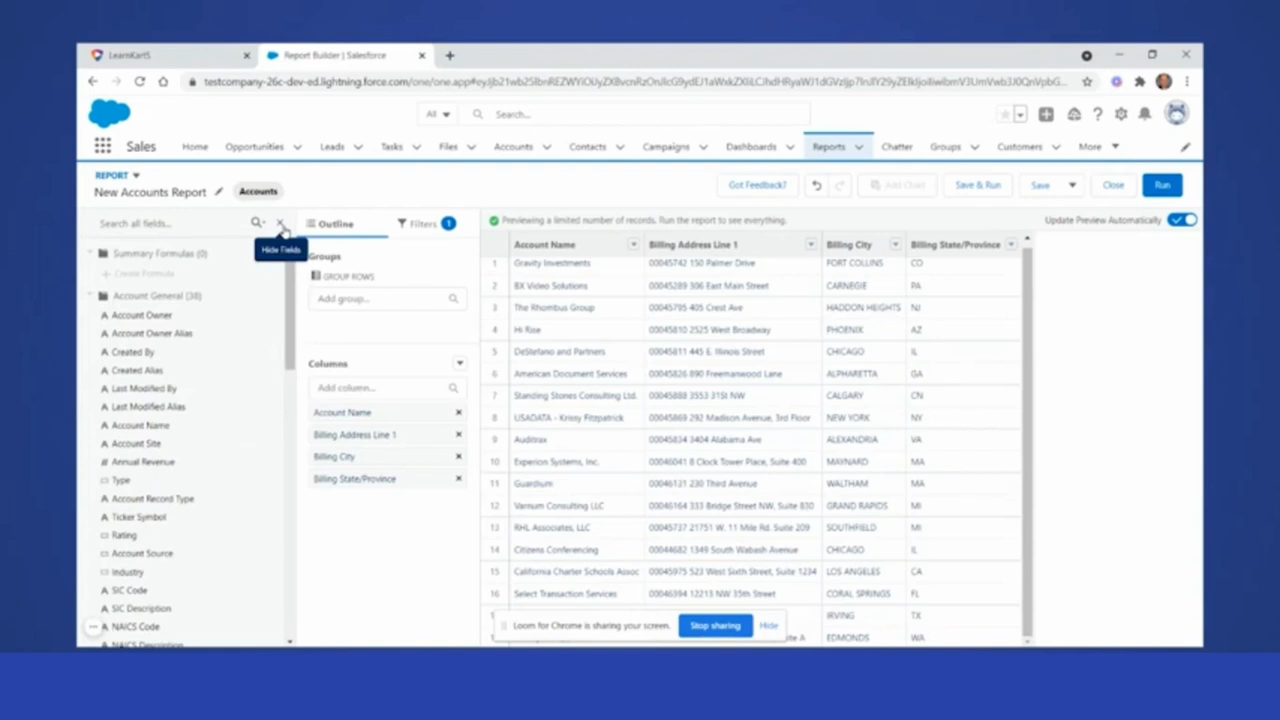 LearnKartS
Report Builder | Salesforce
Sales
All
Search...
Home
Opportunities
Leads
Tasks
Files
Accounts
Contacts
Campaigns
Dashboards
Reports
Chatter
Groups
Customers
More
REPORT
New Accounts Report
Accounts
Got Feedback?
Add Chart
Save & Run
Save
Close
Run
Search all fields...
Hide Fields
Summary Formulas (0)
Create Formula
Account General (38)
Account Owner
Account Owner Alias
Created By
Created Alias
Last Modified By
Last Modified Alias
Account Name
Account Site
Annual Revenue
Type
Account Record Type
Ticker Symbol
Rating
Account Source
Industry
SIC Code
SIC Description
NAICS Code
NAICS Description
Outline
Filters 1
Groups
GROUP ROWS
Add group...
Columns
Add column...
Account Name
Billing Address Line 1
Billing City
Billing State/Province
Previewing a limited number of records. Run the report to see everything.
Update Preview Automatically
Account Name Billing Address Line 1 Billing City Billing State/Province
1 Gravity Investments 00045742 150 Palmer Drive FORT COLLINS CO
2 BX Video Solutions 00045289 306 East Main Street CARNEGIE PA
3 The Rhombus Group 00045795 405 Crest Ave HADDON HEIGHTS NJ
4 Hi Rise 00045810 2525 West Broadway PHOENIX AZ
5 DeStefano and Partners 00045811 445 E. Illinois Street CHICAGO IL
6 American Document Services 00045826 890 Freemanwood Lane ALPHARETTA GA
7 Standing Stones Consulting Ltd. 00045888 3553 31St NW CALGARY CN
8 USADATA - Krissy Fitzpatrick 00045869 292 Madison Avenue, 3rd Floor NEW YORK NY
9 Auditrax 00045834 3404 Alabama Ave ALEXANDRIA VA
10 Experion Systems, Inc. 00046041 8 Clock Tower Place, Suite 400 MAYNARD MA
11 Guardium 00046131 230 Third Avenue WALTHAM MA
12 Varnum Consulting LLC 00046164 333 Bridge Street NW, Suite 830 GRAND RAPIDS MI
13 RHL Associates, LLC 00045737 21751 W. 11 Mile Rd. Suite 209 SOUTHFIELD MI
14 Citizens Conferencing 00044682 1349 South Wabash Avenue CHICAGO IL
15 California Charter Schools Assoc 00045975 523 West Sixth Street, Suite 1234 LOS ANGELES CA
16 Select Transaction Services 00046394 12213 NW 35th Street CORAL SPRINGS FL
IRVING TX
EDMONDS WA
Loom for Chrome is sharing your screen.
Stop sharing
Hide